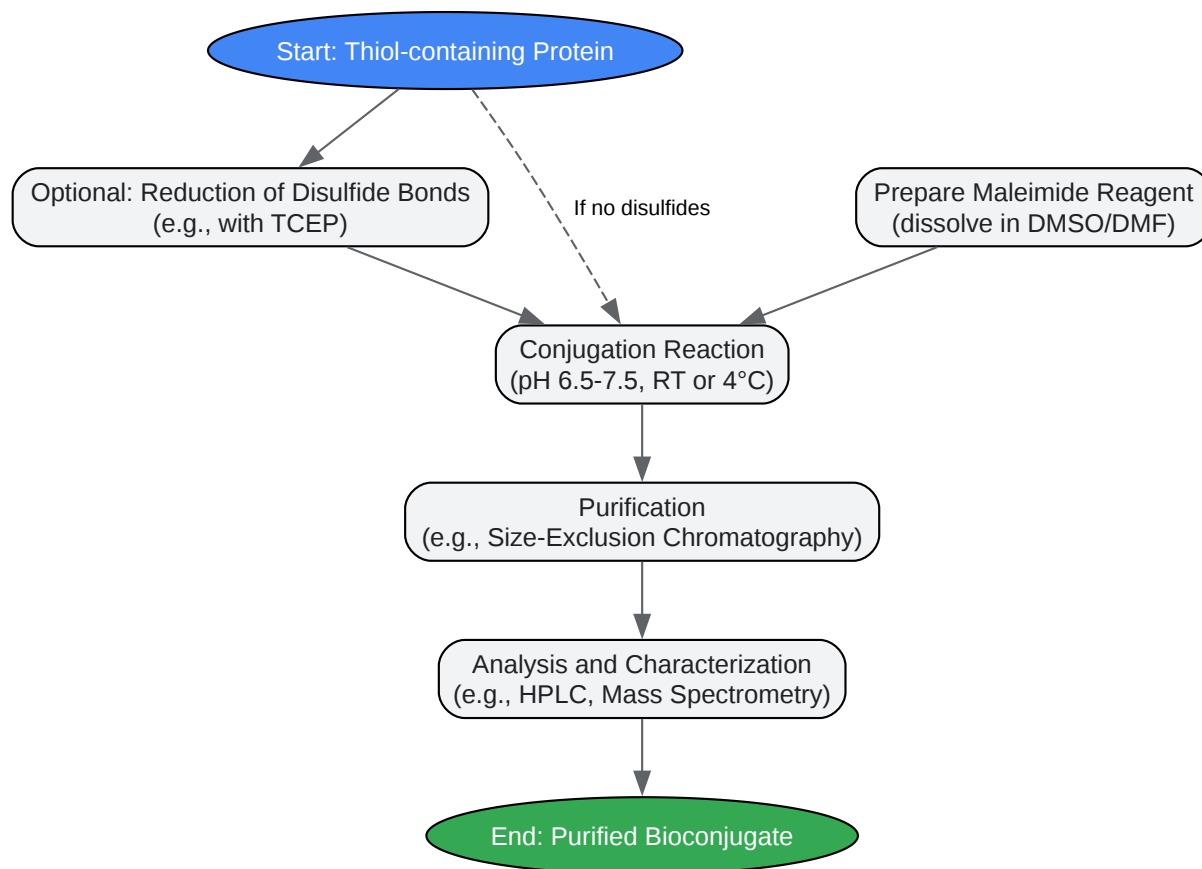 Start: Thiol-containing Protein
Optional: Reduction of Disulfide Bonds
(e.g., with TCEP)
If no disulfides
Prepare Maleimide Reagent
(dissolve in DMSO/DMF)
Conjugation Reaction
(pH 6.5-7.5, RT or 4°C)
Purification
(e.g., Size-Exclusion Chromatography)
Analysis and Characterization
(e.g., HPLC, Mass Spectrometry)
End: Purified Bioconjugate